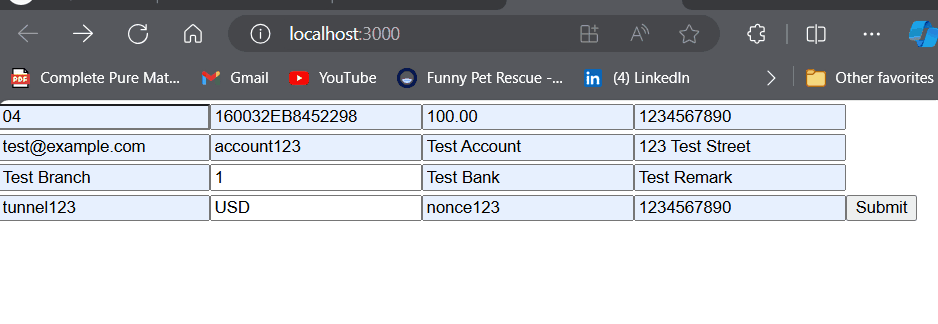 localhost:3000
PDF Complete Pure Mat... Gmail YouTube Funny Pet Rescue -... in (4) LinkedIn Other favorites
04 160032EB8452298 100.00 1234567890
test@example.com account123 Test Account 123 Test Street
Test Branch 1 Test Bank Test Remark
tunnel123 USD nonce123 1234567890 Submit